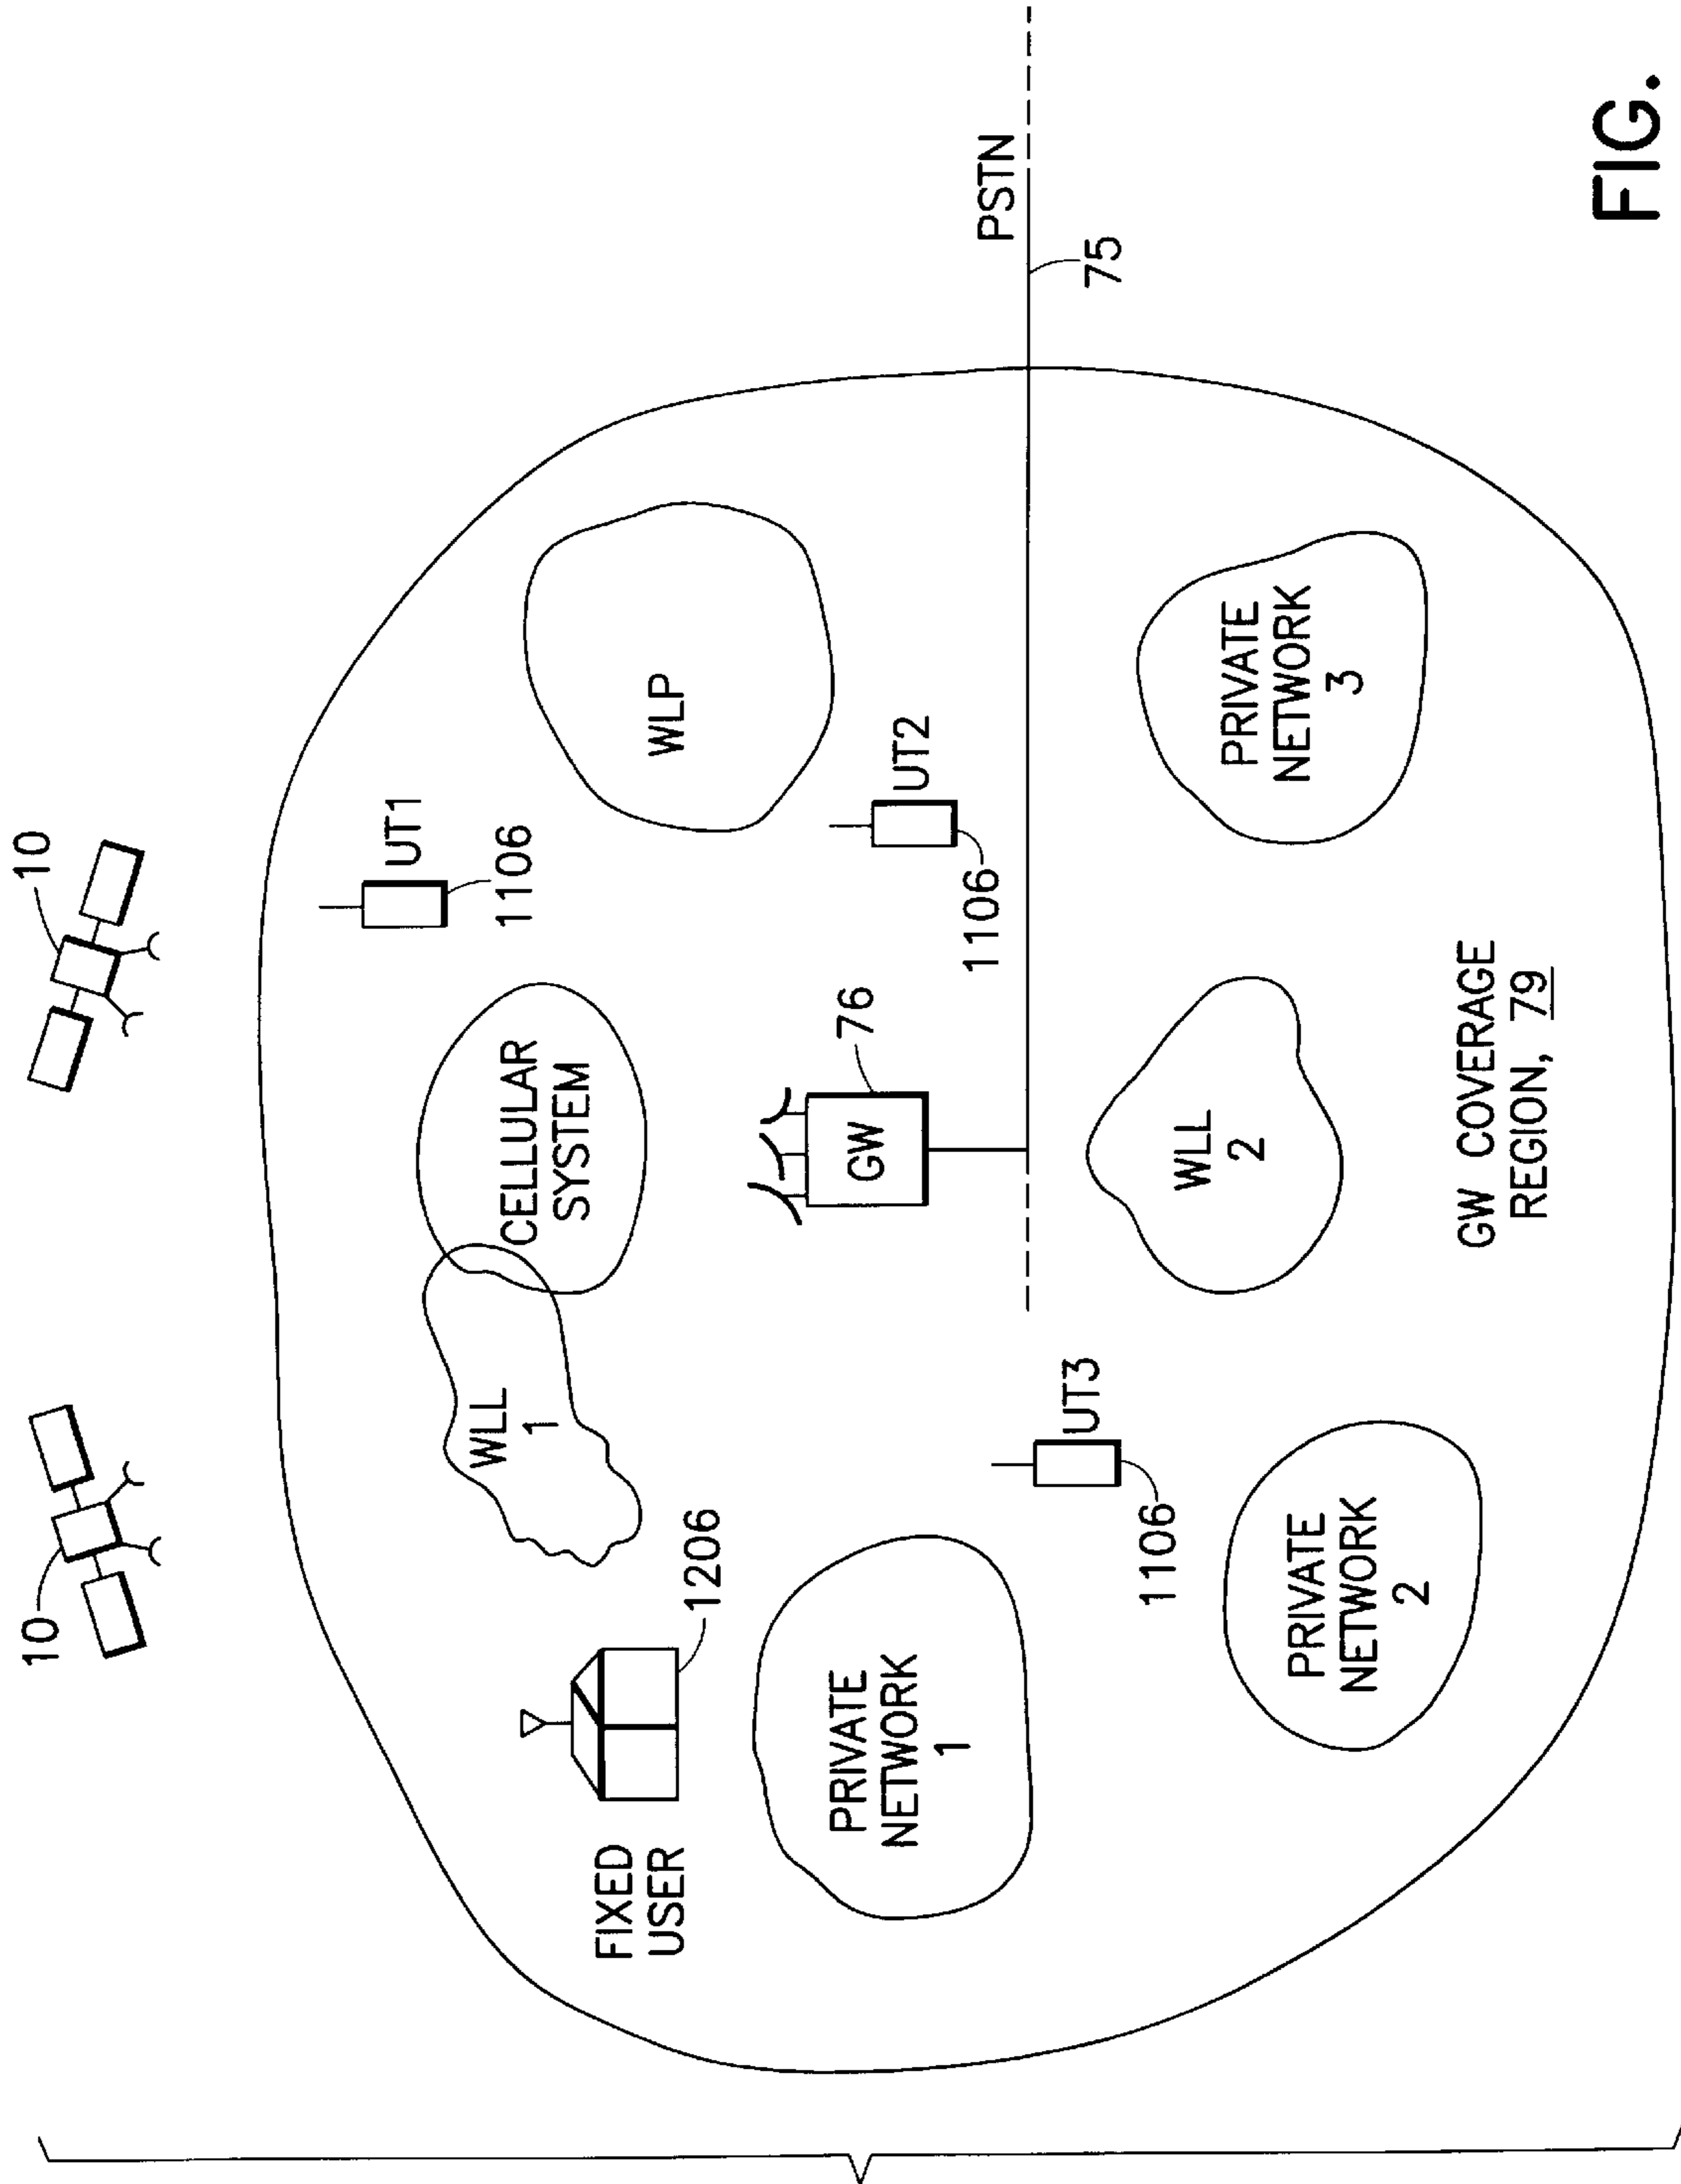 10
10
UT1
1106
CELLULAR
SYSTEM
WLL
1
WLP
FIXED
USER
1206
UT2
1106
GW
76
PRIVATE
NETWORK
1
PSTN
75
UT3
1106
WLL
2
PRIVATE
NETWORK
3
PRIVATE
NETWORK
2
GW COVERAGE
REGION, 79
FIG.